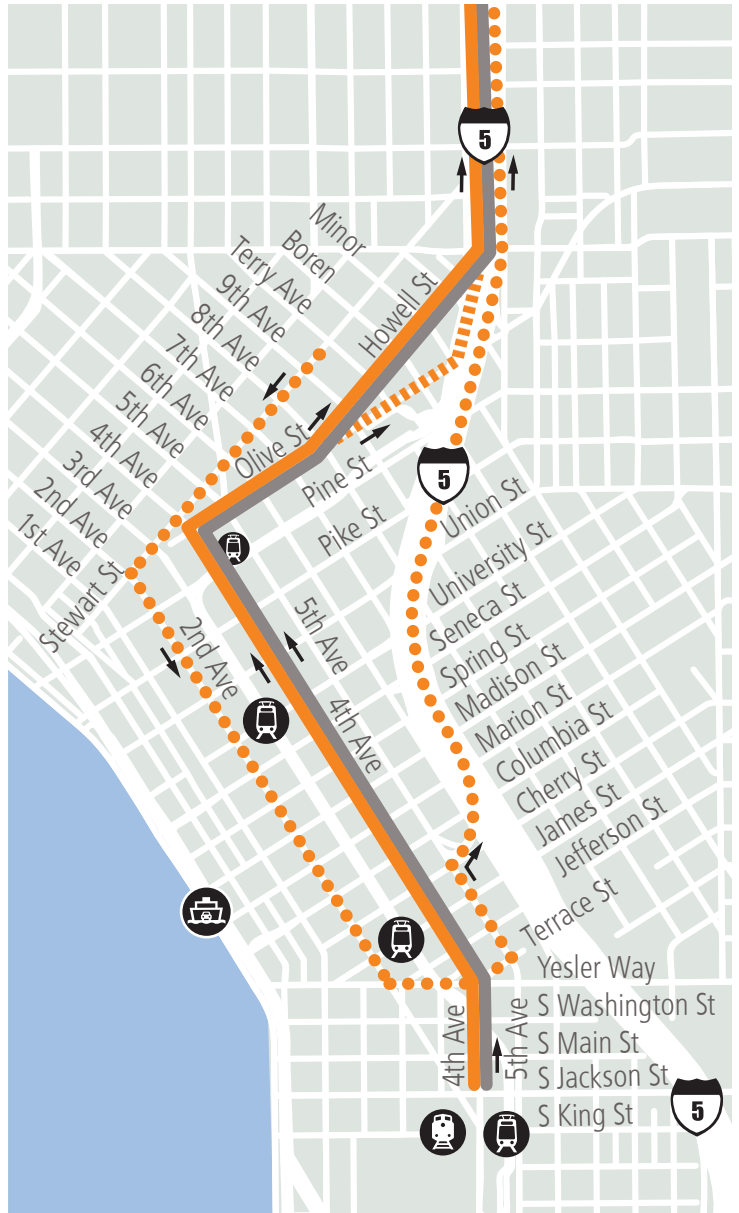 5
Minor
Boren
Terry Ave
9th Ave
8th Ave
7th Ave
6th Ave
5th Ave
4th Ave
3rd Ave
2nd Ave
1st Ave
Stewart St
Howell St
Olive St
Pine St
Pike St
5
Union St
University St
Seneca St
Spring St
Madison St
Marion St
Columbia St
Cherry St
James St
Jefferson St
Terrace St
2nd Ave
5th Ave
4th Ave
Yesler Way
4th Ave
5th Ave
S Washington St
S Main St
S Jackson St
S King St
5